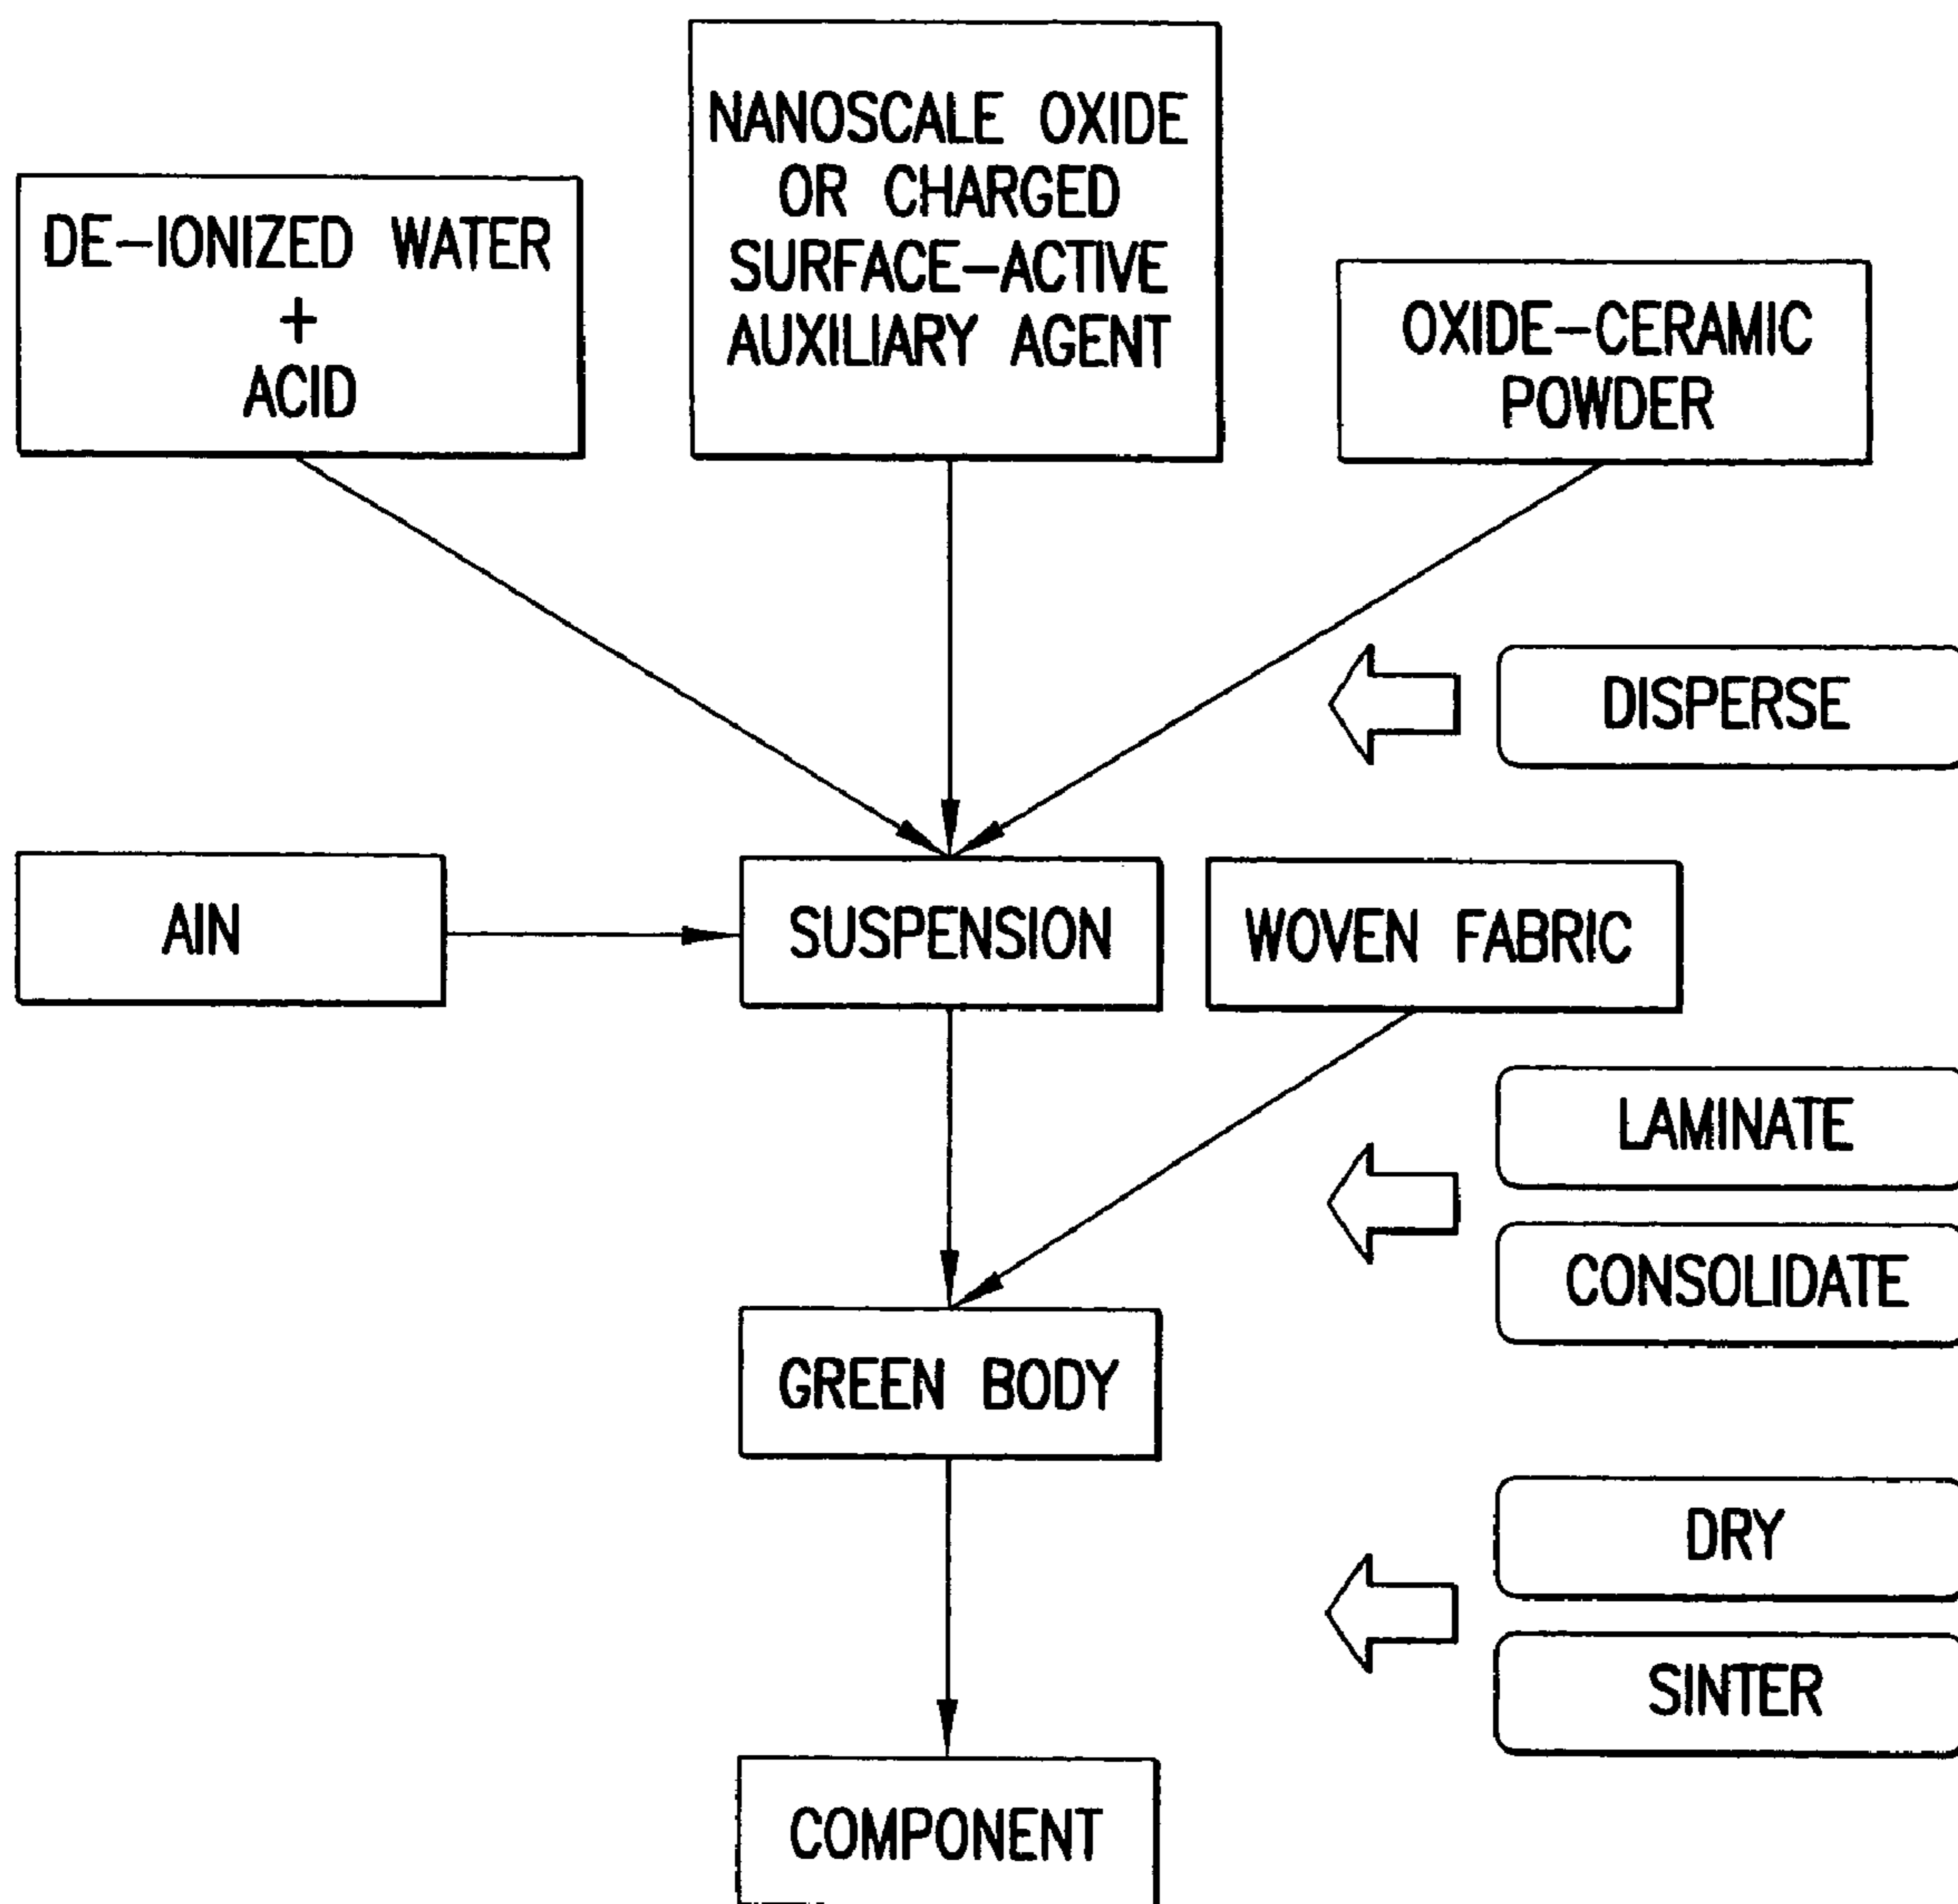 NANOSCALE OXIDE
OR CHARGED
SURFACE-ACTIVE
AUXILIARY AGENT
DE-IONIZED WATER
+
ACID
OXIDE-CERAMIC
POWDER
DISPERSE
AIN
SUSPENSION
WOVEN FABRIC
LAMINATE
CONSOLIDATE
GREEN BODY
DRY
SINTER
COMPONENT